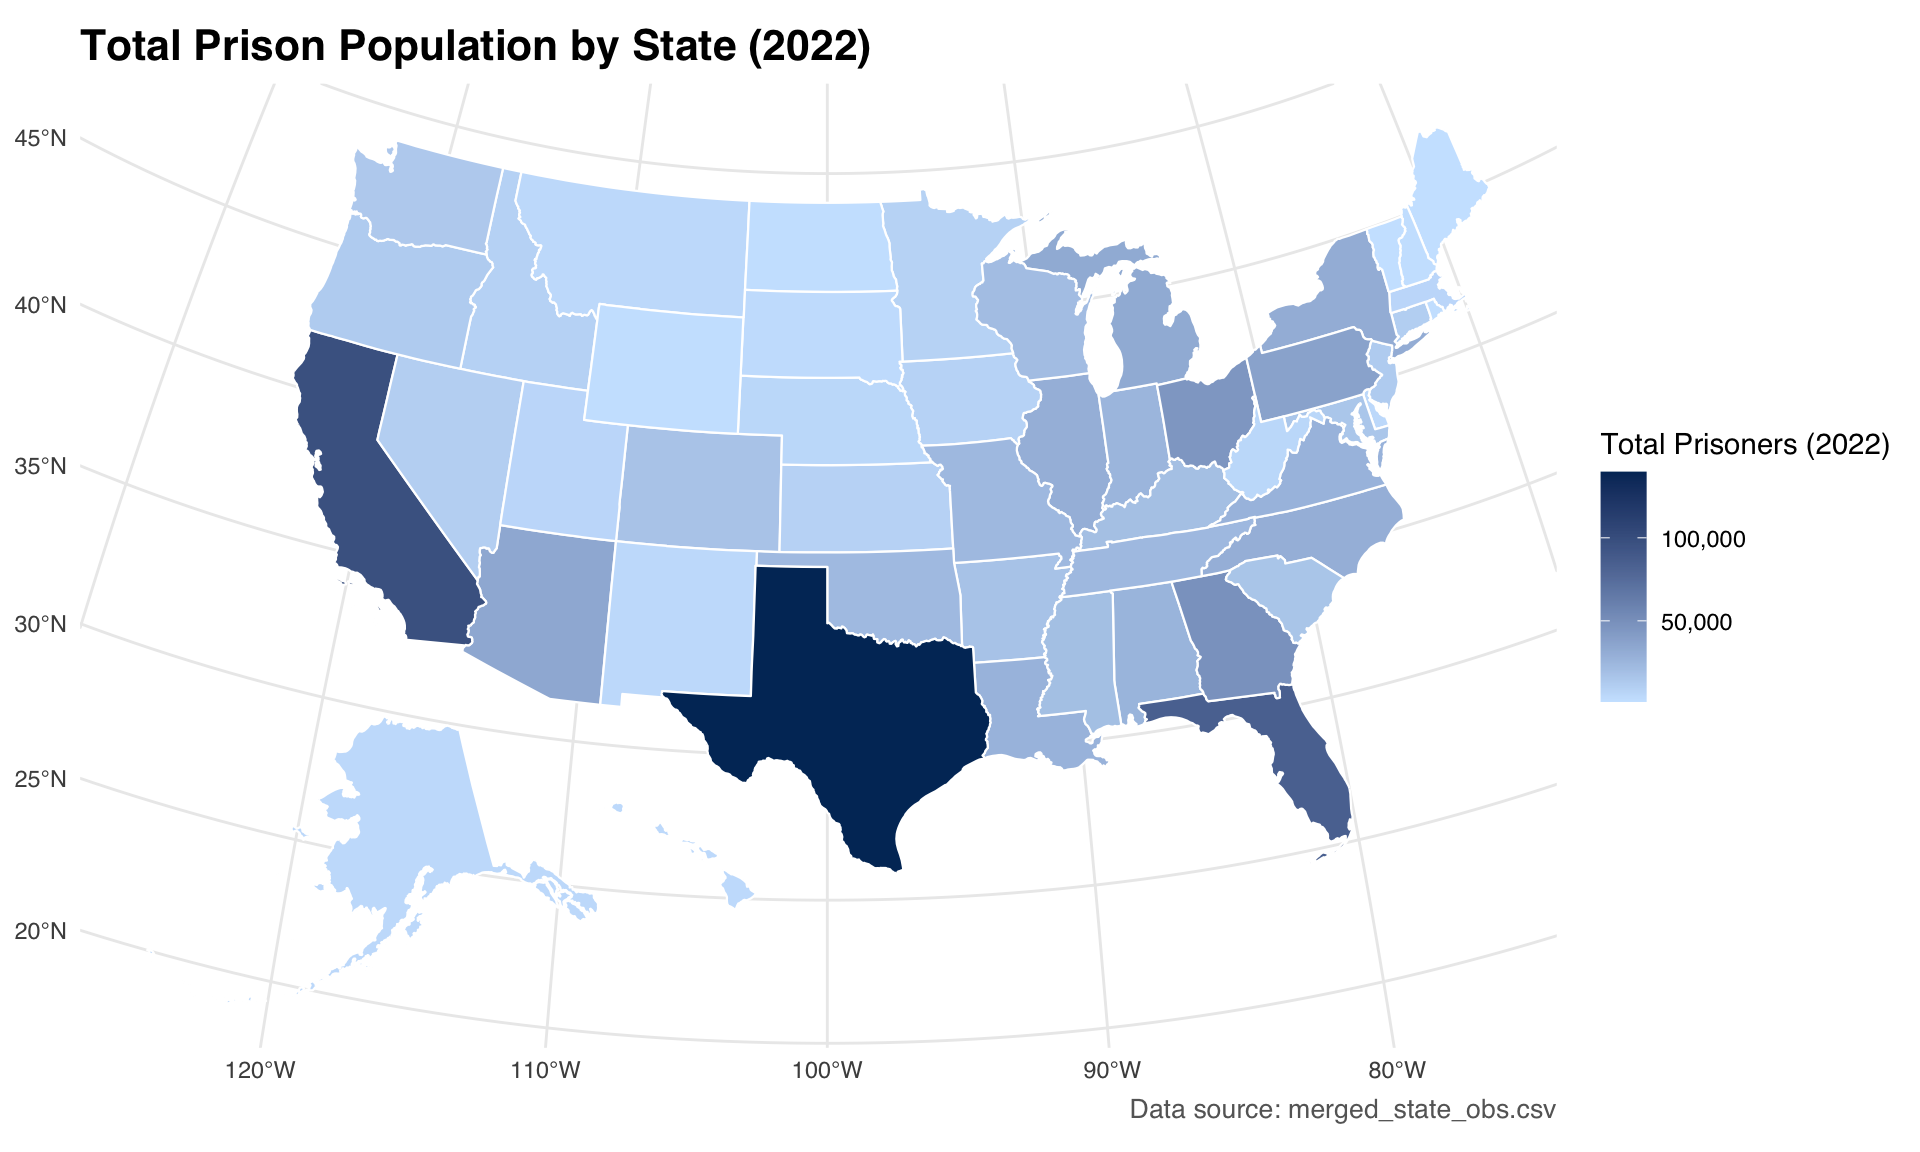 Total Prison Population by State (2022)
45°N
40°N
35°N
30°N
25°N
20°N
120°W
110°W
100°W
90°W
80°W
Total Prisoners (2022)
100,000
50,000
Data source: merged_state_obs.csv